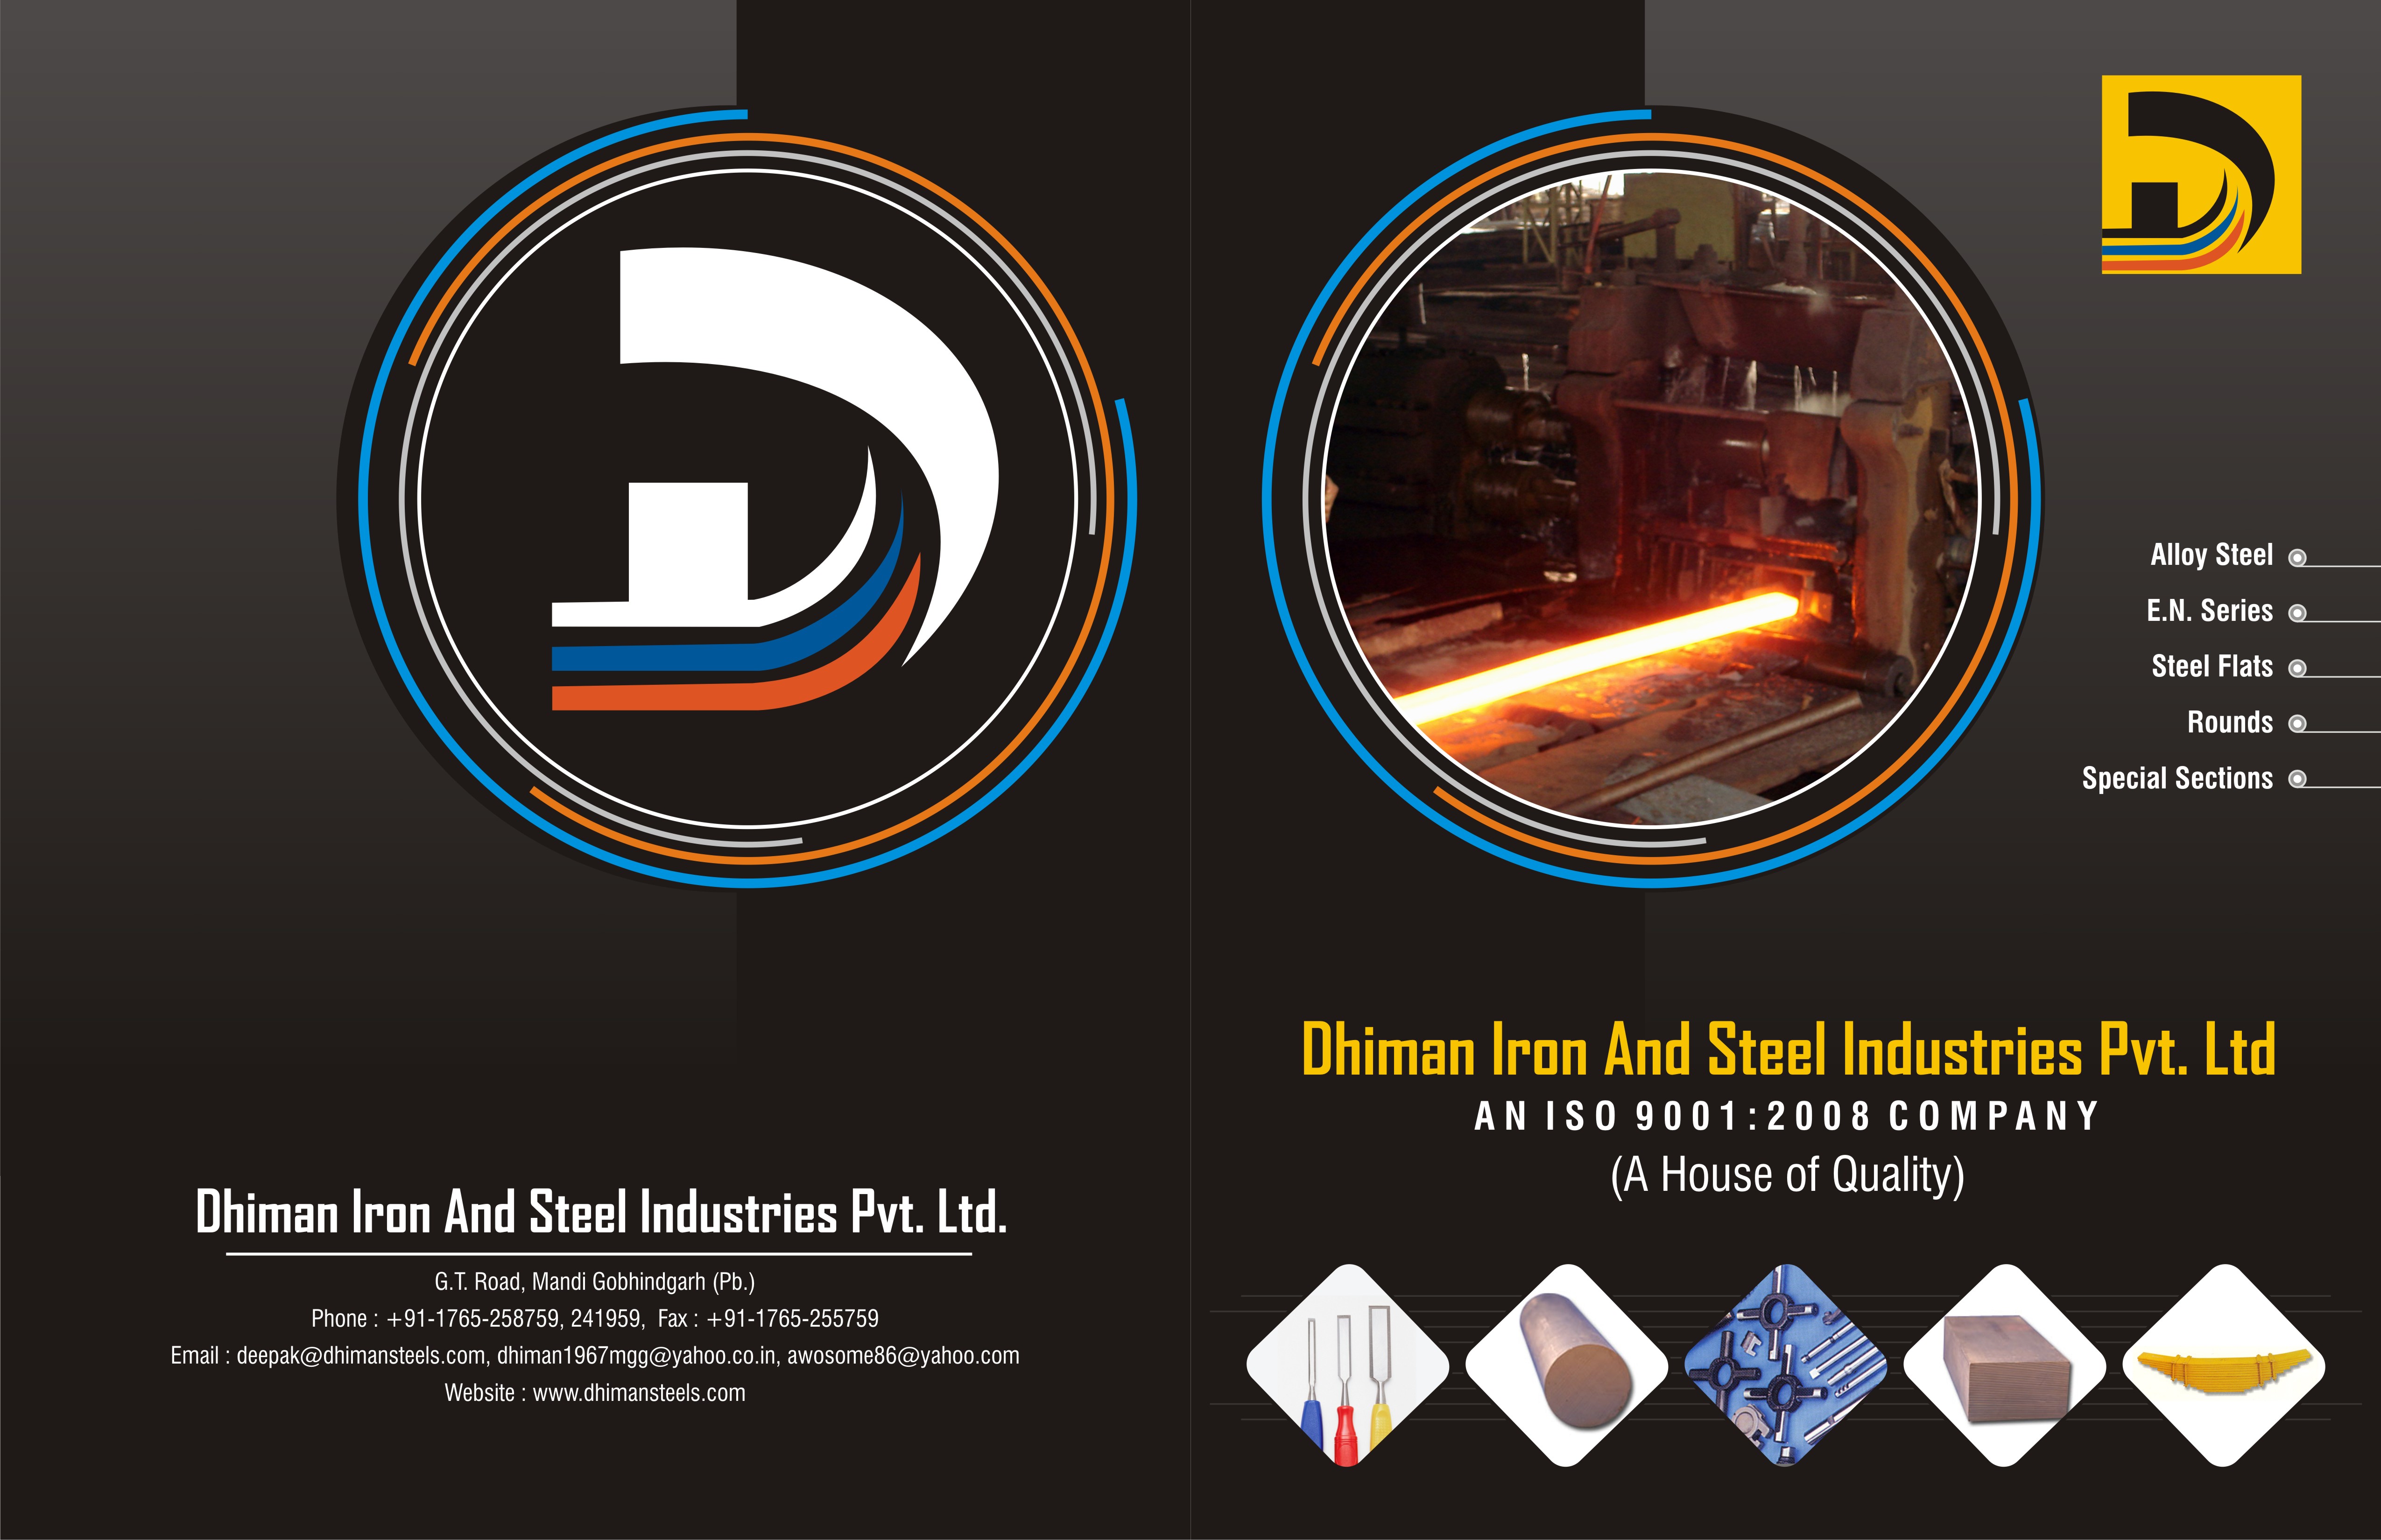 Dhiman Iron And Steel Industries Pvt. Ltd.
G.T. Road, Mandi Gobhindgarh (Pb.)
Phone : +91-1765-258759, 241959, Fax : +91-1765-255759
Email : deepak@dhimansteels.com, dhiman1967mgg@yahoo.co.in, awosome86@yahoo.com
Website : www.dhimansteels.com
Alloy Steel
E.N. Series
Steel Flats
Rounds
Special Sections
Dhiman Iron And Steel Industries Pvt. Ltd
AN ISO 9001:2008 COMPANY
(A House of Quality)